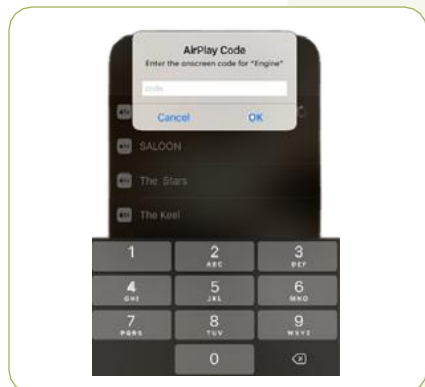 AirPlay Code
Enter the onscreen code for "Engine"
code
Cancel OK
SALOON
The Stars
The Keel
1 2 3
ABC DEF
4 5 6
GHI JKL MNO
7 8 9
PQRS TUV WXYZ
0